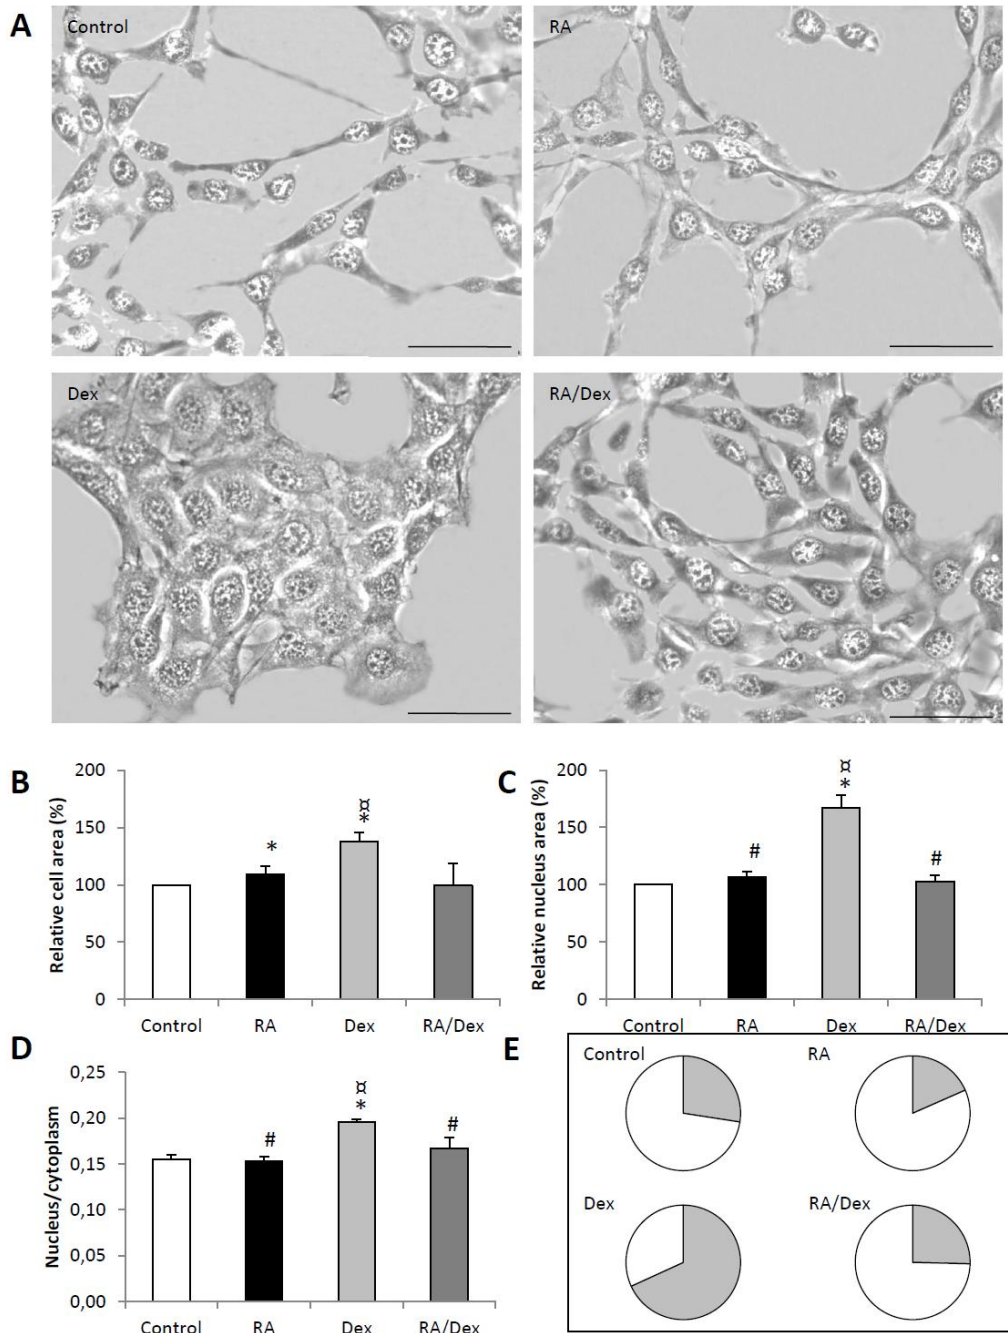 A
Control
RA
Dex
RA/Dex
B
Relative cell area (%)
200
150
100
50
0
*
¤
*
Control
RA
Dex
RA/Dex
C
Relative nucleus area (%)
200
150
100
50
0
#
¤
*
#
Control
RA
Dex
RA/Dex
D
Nucleus/cytoplasm
0,25
0,20
0,15
0,10
0,05
0,00
#
¤
*
#
Control
RA
Dex
RA/Dex
E
Control
RA
Dex
RA/Dex